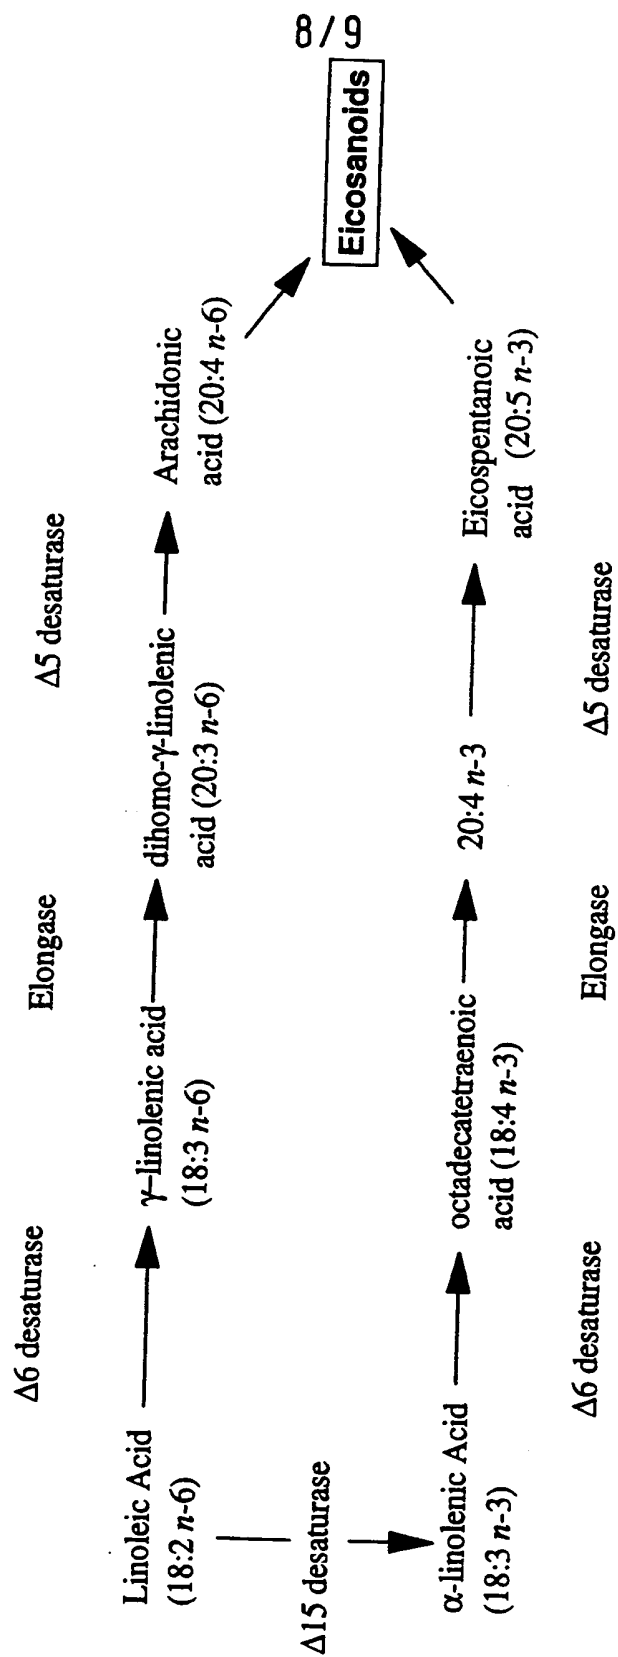 8/9
Δ6 desaturase
Elongase
Δ5 desaturase
Linoleic Acid
(18:2 n-6)
γ–linolenic acid
(18:3 n-6)
dihomo-γ-linolenic
acid (20:3 n-6)
Arachidonic
acid (20:4 n-6)
Eicosanoids
Δ15 desaturase
α-linolenic Acid
(18:3 n-3)
octadecatetraenoic
acid (18:4 n-3)
20:4 n-3
Eicospentanoic
acid (20:5 n-3)
Δ6 desaturase
Elongase
Δ5 desaturase